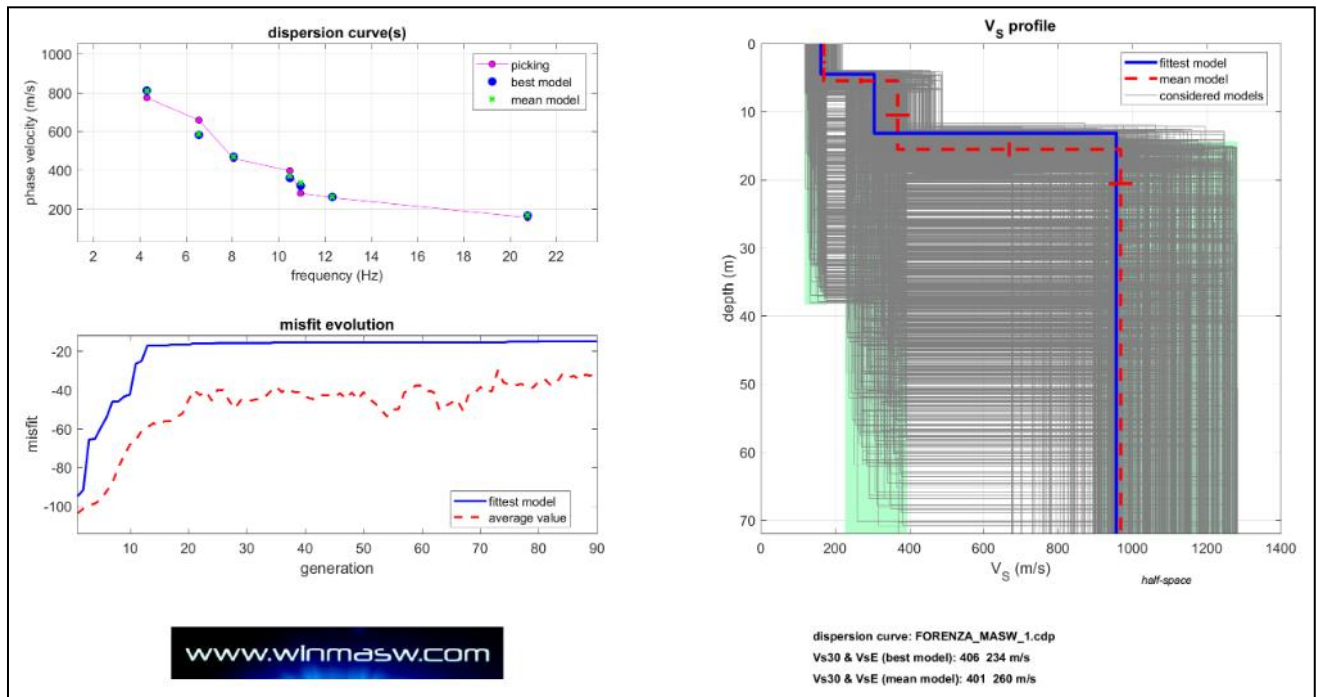 dispersion curve(s)
1000
800
600
400
200
phase velocity (m/s)
picking
best model
mean model
2 4 6 8 10 12 14 16 18 20 22
frequency (Hz)
misfit evolution
-20
-40
-60
-80
-100
misfit
fittest model
average value
10 20 30 40 50 60 70 80 90
generation
www.winmasw.com
VS profile
0
10
20
30
40
50
60
70
depth (m)
fittest model
mean model
considered models
0 200 400 600 800 1000 1200 1400
VS (m/s)
half-space
dispersion curve: FORENZA_MASW_1.cdp
Vs30 & VsE (best model): 406 234 m/s
Vs30 & VsE (mean model): 401 260 m/s